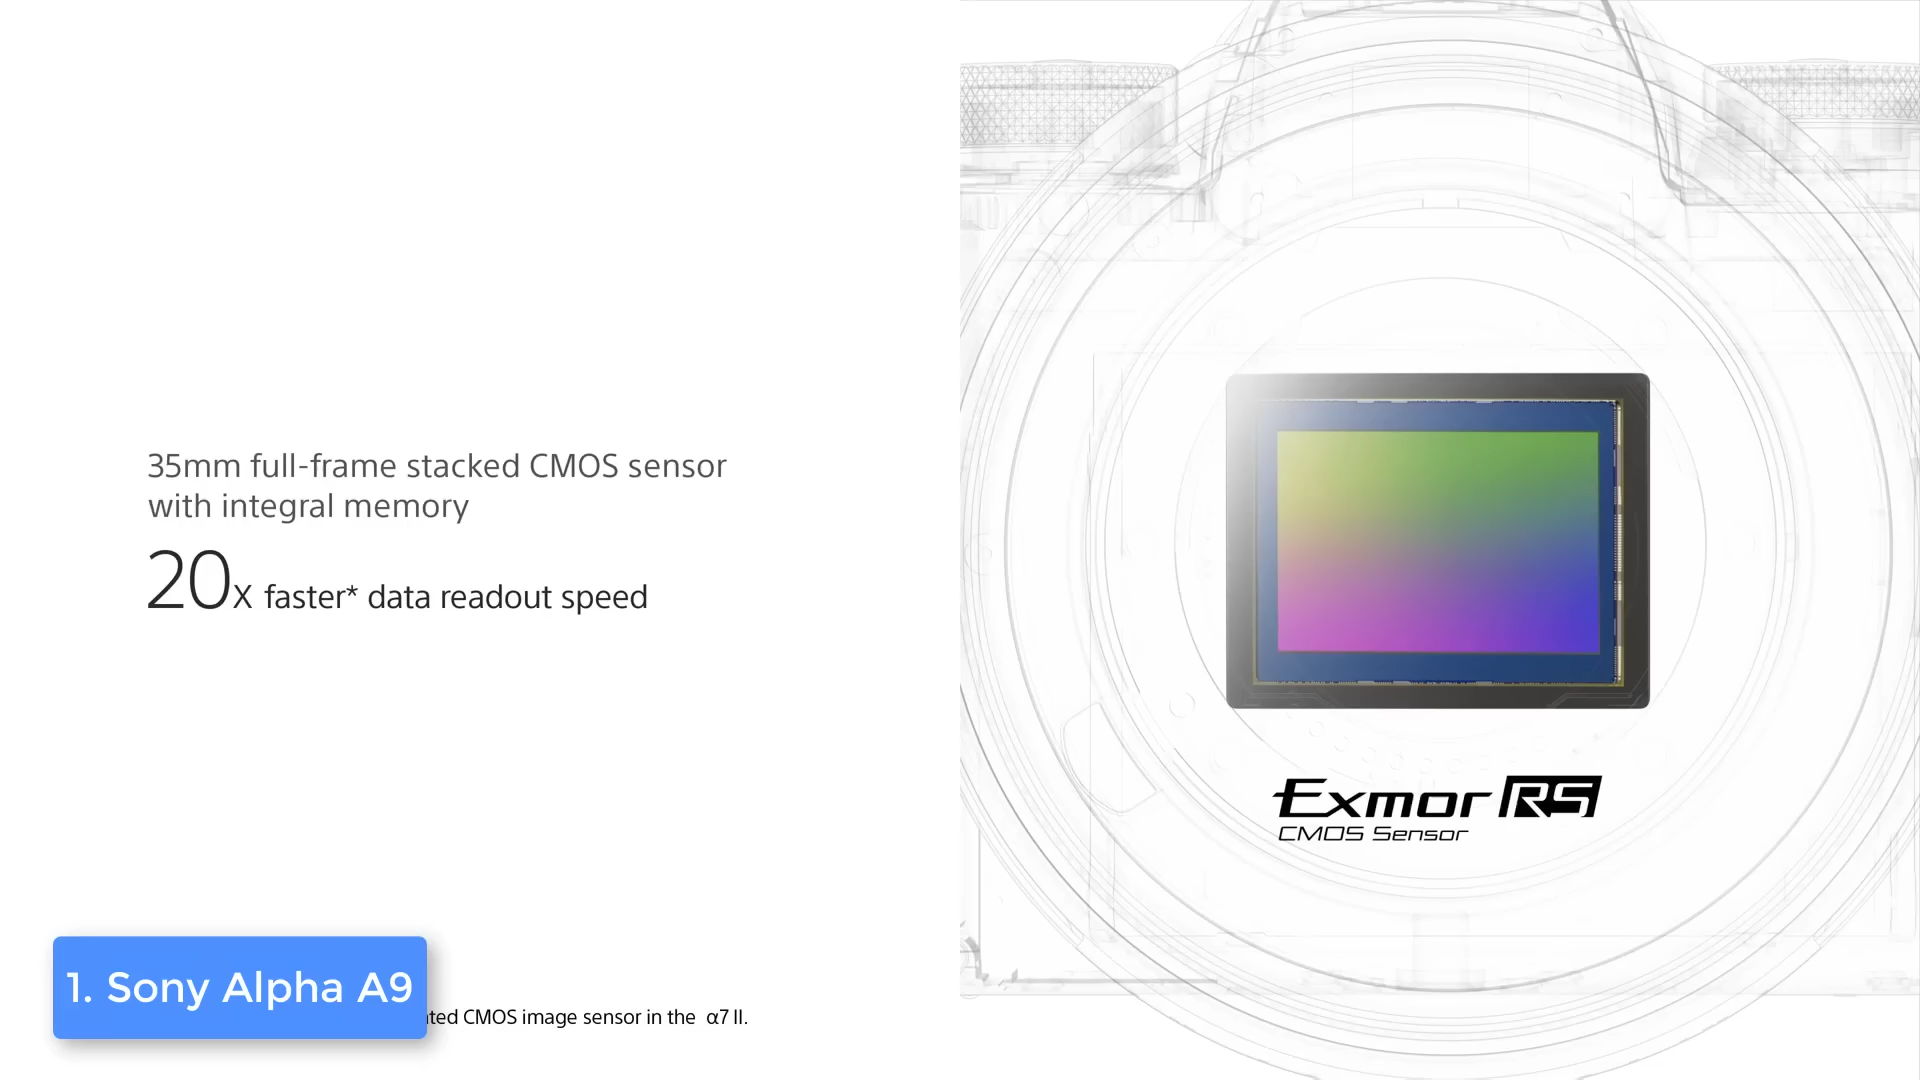 35mm full-frame stacked CMOS sensor
with integral memory
20x faster* data readout speed
Exmor RS
CMOS Sensor
1. Sony Alpha A9
CMOS image sensor in the α7 II.